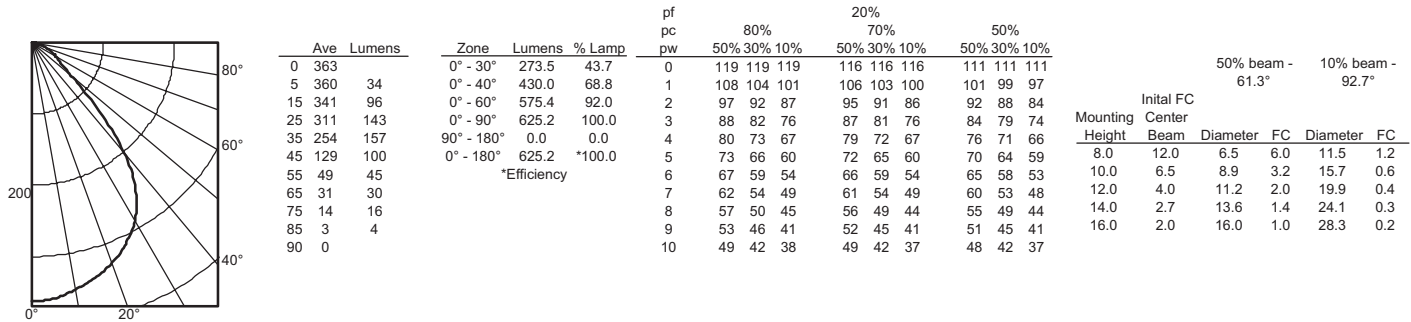 80°
60°
200
40°
0° 20°
Ave Lumens
0 363
5 360 34
15 341 96
25 311 143
35 254 157
45 129 100
55 49 45
65 31 30
75 14 16
85 3 4
90 0
Zone Lumens % Lamp
0° - 30° 273.5 43.7
0° - 40° 430.0 68.8
0° - 60° 575.4 92.0
0° - 90° 625.2 100.0
90° - 180° 0.0 0.0
0° - 180° 625.2 *100.0
*Efficiency
pf 20%
pc 80% 70% 50%
pw 50% 30% 10% 50% 30% 10% 50% 30% 10%
0 119 119 119 116 116 116 111 111 111
1 108 104 101 106 103 100 101 99 97
2 97 92 87 95 91 86 92 88 84
3 88 82 76 87 81 76 84 79 74
4 80 73 67 79 72 67 76 71 66
5 73 66 60 72 65 60 70 64 59
6 67 59 54 66 59 54 65 58 53
7 62 54 49 61 54 49 60 53 48
8 57 50 45 56 49 44 55 49 44
9 53 46 41 52 45 41 51 45 41
10 49 42 38 49 42 37 48 42 37
50% beam - 10% beam -
61.3° 92.7°
Inital FC
Mounting Center
Height Beam Diameter FC Diameter FC
8.0 12.0 6.5 6.0 11.5 1.2
10.0 6.5 8.9 3.2 15.7 0.6
12.0 4.0 11.2 2.0 19.9 0.4
14.0 2.7 13.6 1.4 24.1 0.3
16.0 2.0 16.0 1.0 28.3 0.2